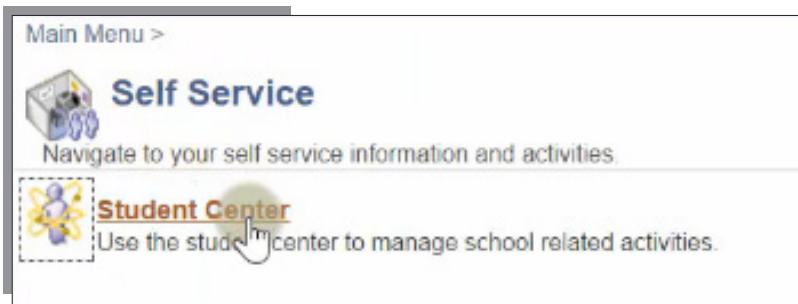 Main Menu >
Self Service
Navigate to your self service information and activities.
Student Center
Use the student center to manage school related activities.